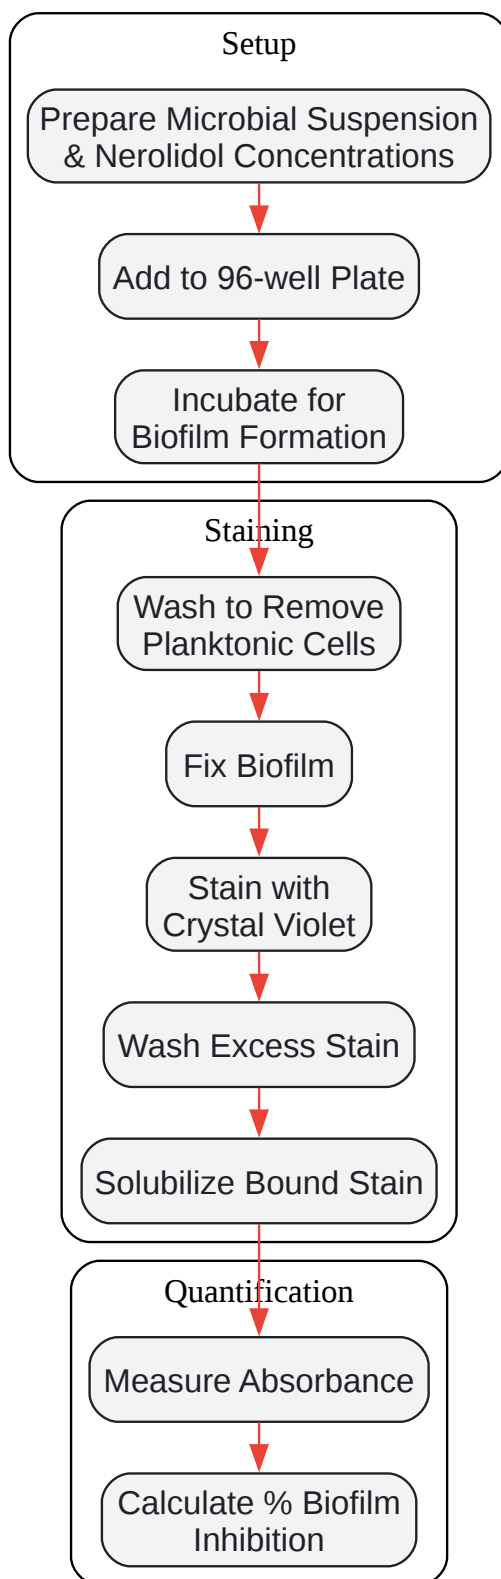 Setup
Prepare Microbial Suspension
& Nerolidol Concentrations
Add to 96-well Plate
Incubate for
Biofilm Formation
Staining
Wash to Remove
Planktonic Cells
Fix Biofilm
Stain with
Crystal Violet
Wash Excess Stain
Solubilize Bound Stain
Quantification
Measure Absorbance
Calculate % Biofilm
Inhibition